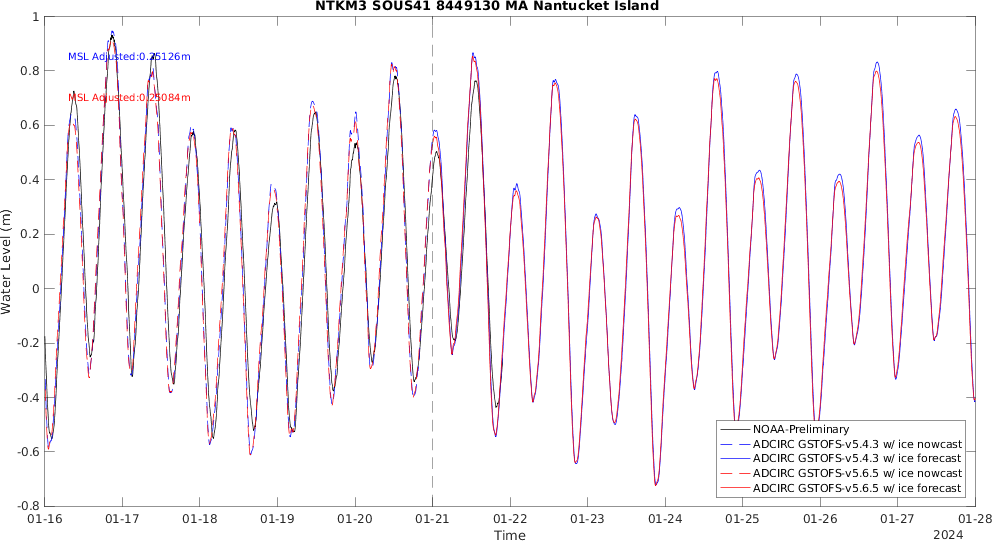 NTKM3 SOUS41 8449130 MA Nantucket Island
1
0.8
0.6
0.4
0.2
0
-0.2
-0.4
-0.6
-0.8
Water Level (m)
MSL Adjusted:0.25126m
MSL Adjusted:0.25084m
NOAA-Preliminary
ADCIRC GSTOFS-v5.4.3 w/ ice nowcast
ADCIRC GSTOFS-v5.4.3 w/ ice forecast
ADCIRC GSTOFS-v5.6.5 w/ ice nowcast
ADCIRC GSTOFS-v5.6.5 w/ ice forecast
01-16 01-17 01-18 01-19 01-20 01-21 01-22 01-23 01-24 01-25 01-26 01-27 01-28
Time
2024